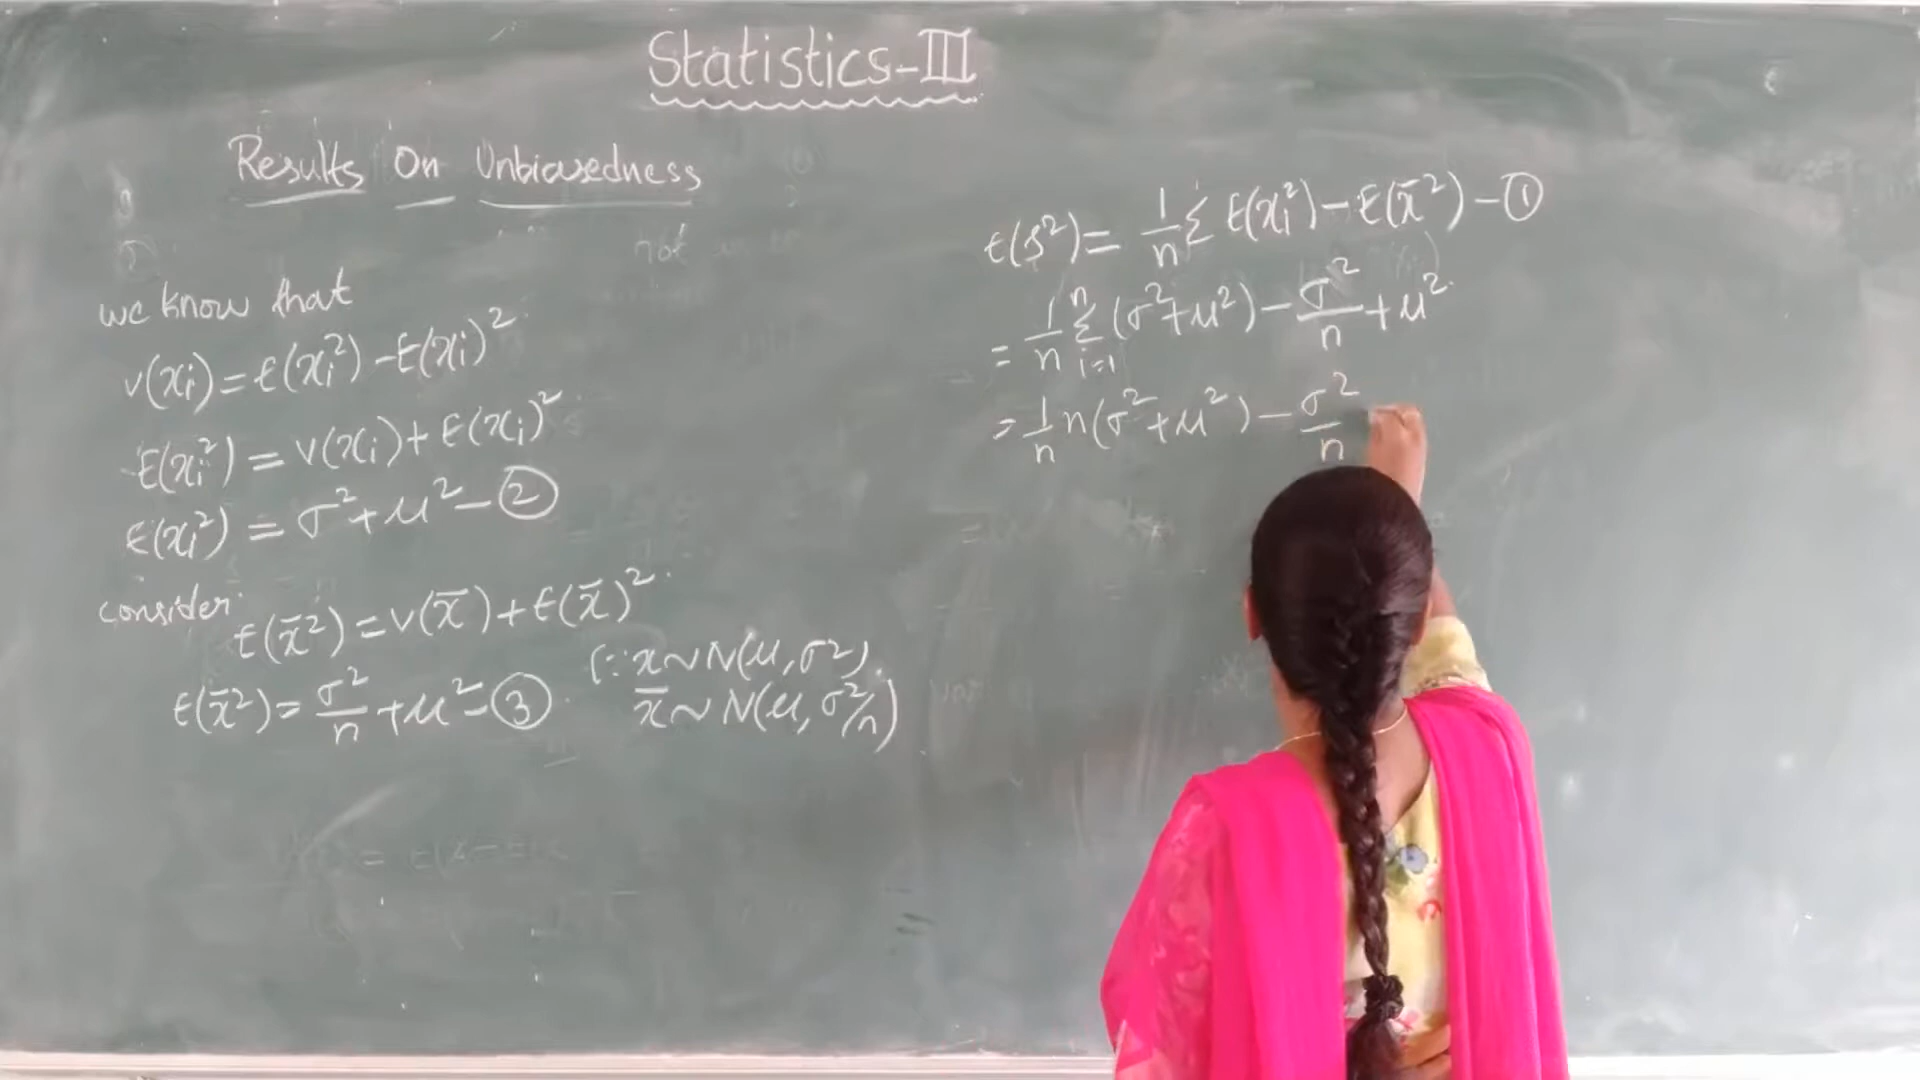 Statistics-III
Results On Unbiasedness
we know that
v(xᵢ) = E(xᵢ²) - E(xᵢ)²
E(xᵢ²) = v(xᵢ) + E(xᵢ)²
E(xᵢ²) = σ² + μ² - ②
consider
E(x̄²) = v(x̄) + E(x̄)²
E(x̄²) = σ²/n + μ² - ③
(∵ x ~ N(μ, σ²)
x̄ ~ N(μ, σ²/n)
E(s²) = 1/n Σ E(xᵢ²) - E(x̄²) - ①
= 1/n Σᵢ₌₁ⁿ (σ² + μ²) - σ²/n + μ²
= 1/n n(σ² + μ²) - σ²/n